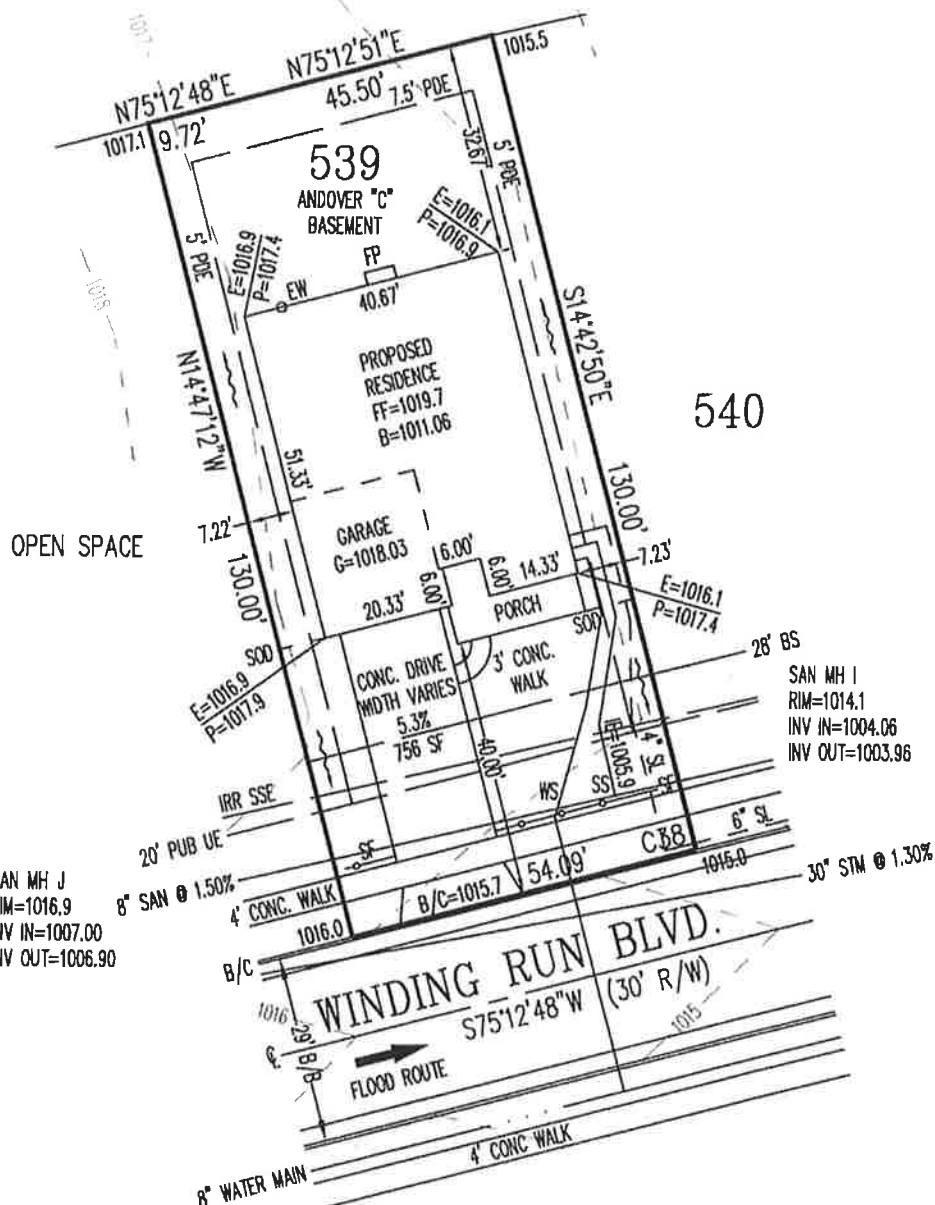 1017
N75°12'51"E
1015.5
N75°12'48"E
45.50'
7.5' PDE
1017.1
9.72'
32.67'
5' PDE
539
ANDOVER "C"
BASEMENT
E=1016.1
P=1016.9
5' PDE
E=1016.9
P=1017.4
FP
EW
40.67'
1018
S14°42'50"E
PROPOSED
RESIDENCE
FF=1019.7
B=1011.06
N14°47'12"W
540
51.33'
130.00'
OPEN SPACE
7.22'
GARAGE
G=1018.03
6.00'
7.23'
130.00'
6.00'
14.33'
6.00'
E=1016.1
P=1017.4
20.33'
PORCH
SOD
SOD
28' BS
E=1016.9
P=1017.9
CONC. DRIVE
WIDTH VARIES
5.3%
756 SF
3' CONC.
WALK
SAN MH I
RIM=1014.1
INV IN=1004.06
INV OUT=1003.96
40.00'
IE=1005.9
4" SL
IRR SSE
WS
SS
SF
20' PUB UE
SF
C38
6" SL
8" SAN @ 1.50%
1015.0
30" STM @ 1.30%
AN MH J
IM=1016.9
NV IN=1007.00
NV OUT=1006.90
4' CONC. WALK
B/C=1015.7
54.09'
1016.0
B/C
WINDING RUN BLVD.
1016
S75°12'48"W (30' R/W)
1015
29' B/B
FLOOD ROUTE
4' CONC WALK
8" WATER MAIN